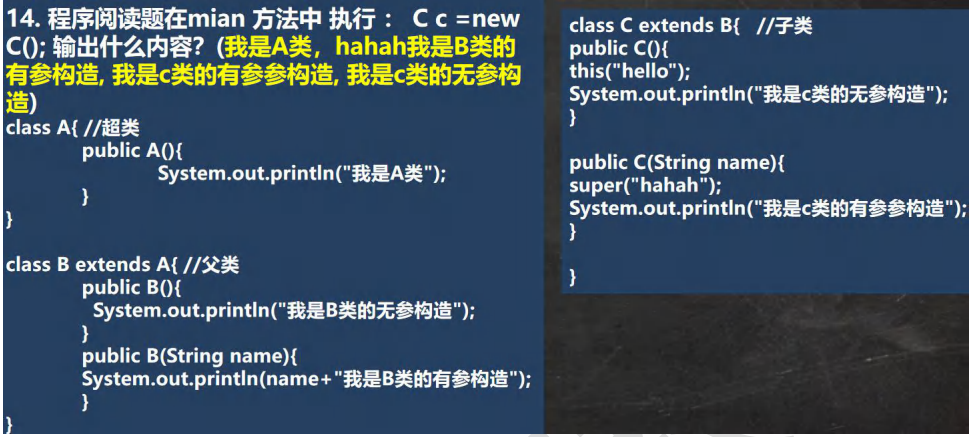 14. 程序阅读题在mian 方法中 执行： C c =new
C(); 输出什么内容？(我是A类，hahah我是B类的
有参构造, 我是c类的有参参构造, 我是c类的无参构
造)
class A{ //超类
public A(){
System.out.println("我是A类");
}
}
class B extends A{ //父类
public B(){
System.out.println("我是B类的无参构造");
}
public B(String name){
System.out.println(name+"我是B类的有参构造");
}
}
class C extends B{ //子类
public C(){
this("hello");
System.out.println("我是c类的无参构造");
}
public C(String name){
super("hahah");
System.out.println("我是c类的有参参构造");
}
}